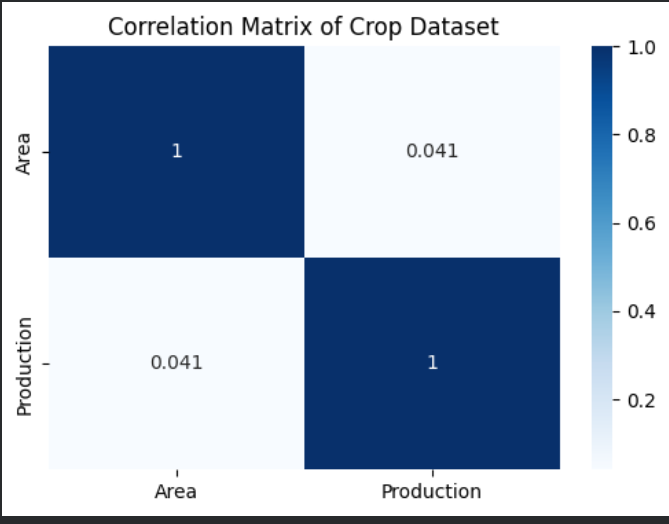 Correlation Matrix of Crop Dataset
1.0
Area
1
0.041
0.8
0.6
0.4
Production
0.041
1
0.2
Area
Production